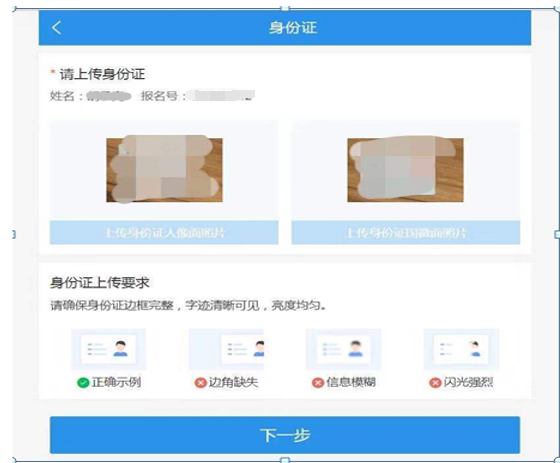 身份证
* 请上传身份证
姓名： 报名号：
上传身份证人像面照片 上传身份证国徽面照片
身份证上传要求
请确保身份证边框完整，字迹清晰可见，亮度均匀。
正确示例 边角缺失 信息模糊 闪光强烈
下一步